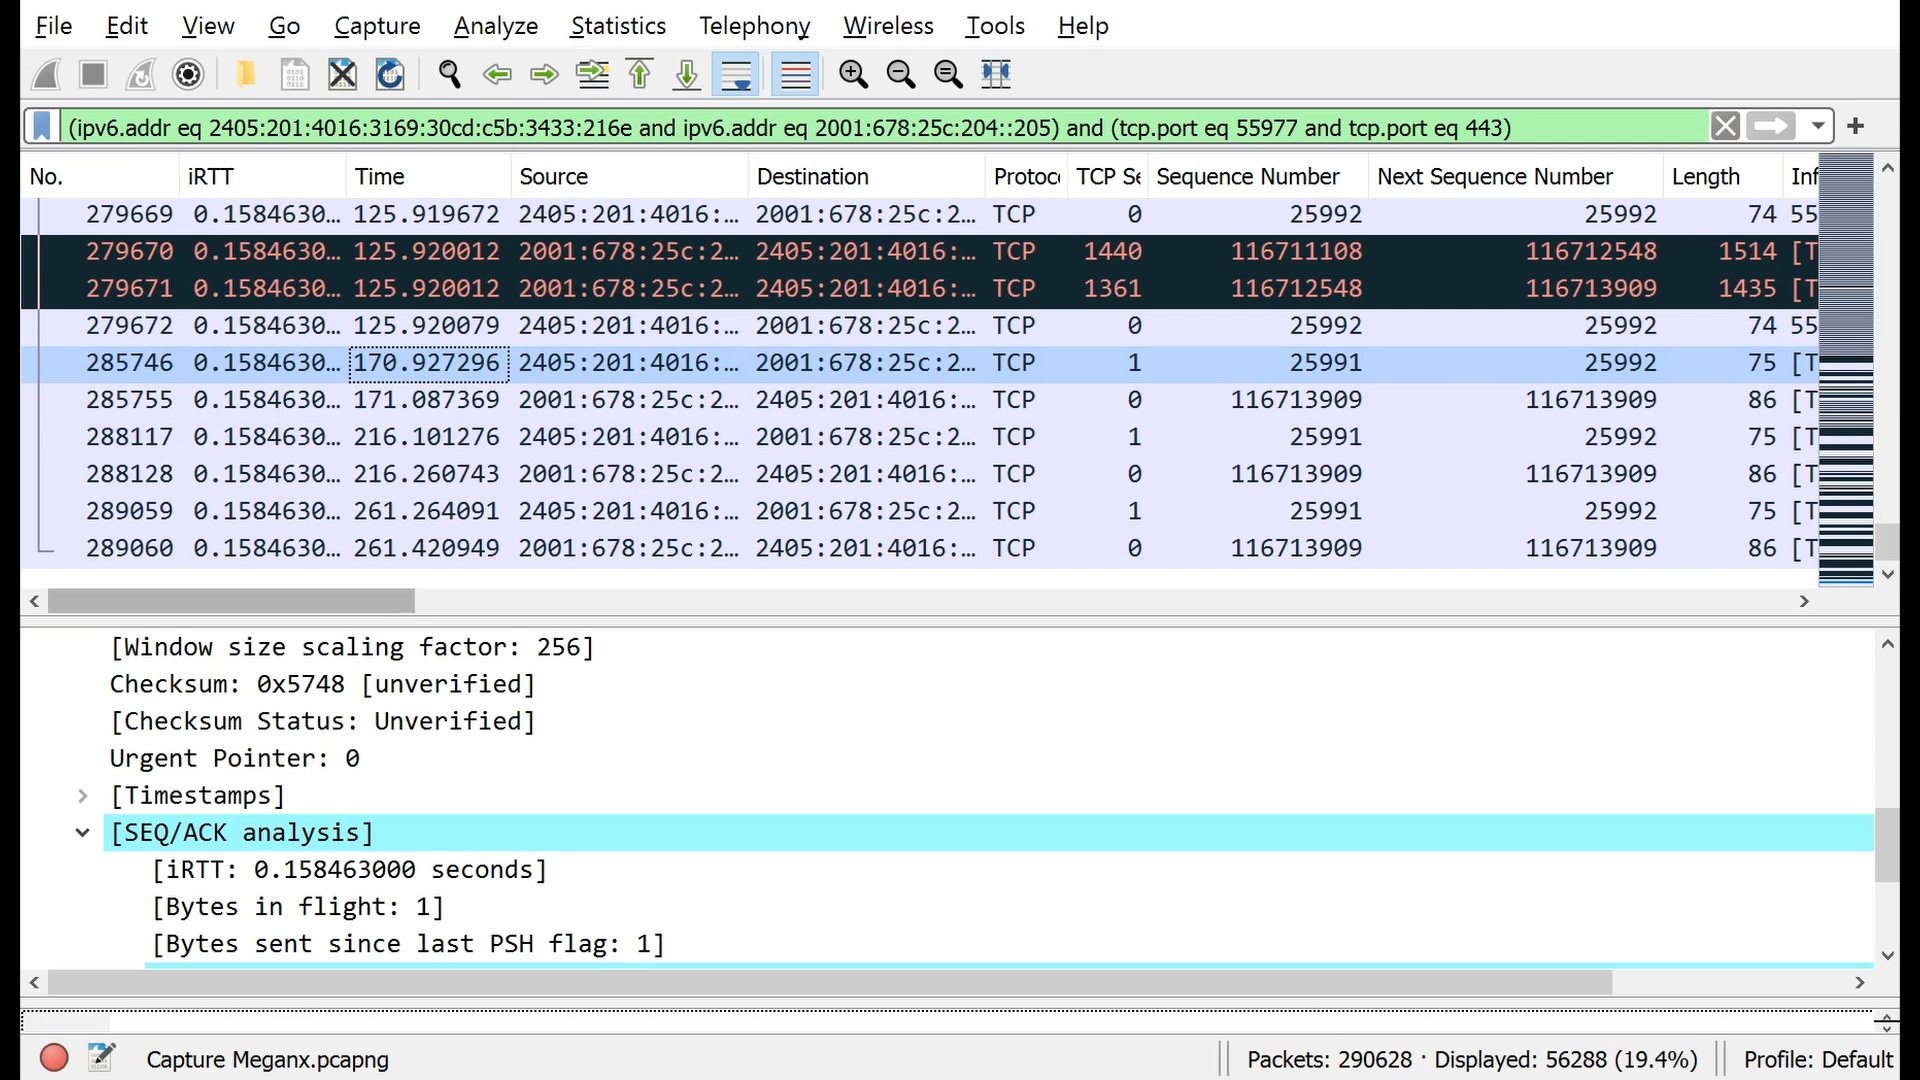 File Edit View Go Capture Analyze Statistics Telephony Wireless Tools Help
(ipv6.addr eq 2405:201:4016:3169:30cd:c5b:3433:216e and ipv6.addr eq 2001:678:25c:204::205) and (tcp.port eq 55977 and tcp.port eq 443)
No. iRTT Time Source Destination Protoco TCP Se Sequence Number Next Sequence Number Length Inf
279669 0.1584630… 125.919672 2405:201:4016:… 2001:678:25c:2… TCP 0 25992 25992 74 55
279670 0.1584630… 125.920012 2001:678:25c:2… 2405:201:4016:… TCP 1440 116711108 116712548 1514 [T
279671 0.1584630… 125.920012 2001:678:25c:2… 2405:201:4016:… TCP 1361 116712548 116713909 1435 [T
279672 0.1584630… 125.920079 2405:201:4016:… 2001:678:25c:2… TCP 0 25992 25992 74 55
285746 0.1584630… 170.927296 2405:201:4016:… 2001:678:25c:2… TCP 1 25991 25992 75 [T
285755 0.1584630… 171.087369 2001:678:25c:2… 2405:201:4016:… TCP 0 116713909 116713909 86 [T
288117 0.1584630… 216.101276 2405:201:4016:… 2001:678:25c:2… TCP 1 25991 25992 75 [T
288128 0.1584630… 216.260743 2001:678:25c:2… 2405:201:4016:… TCP 0 116713909 116713909 86 [T
289059 0.1584630… 261.264091 2405:201:4016:… 2001:678:25c:2… TCP 1 25991 25992 75 [T
289060 0.1584630… 261.420949 2001:678:25c:2… 2405:201:4016:… TCP 0 116713909 116713909 86 [T
[Window size scaling factor: 256]
Checksum: 0x5748 [unverified]
[Checksum Status: Unverified]
Urgent Pointer: 0
[Timestamps]
[SEQ/ACK analysis]
[iRTT: 0.158463000 seconds]
[Bytes in flight: 1]
[Bytes sent since last PSH flag: 1]
Capture Meganx.pcapng Packets: 290628 · Displayed: 56288 (19.4%) Profile: Default